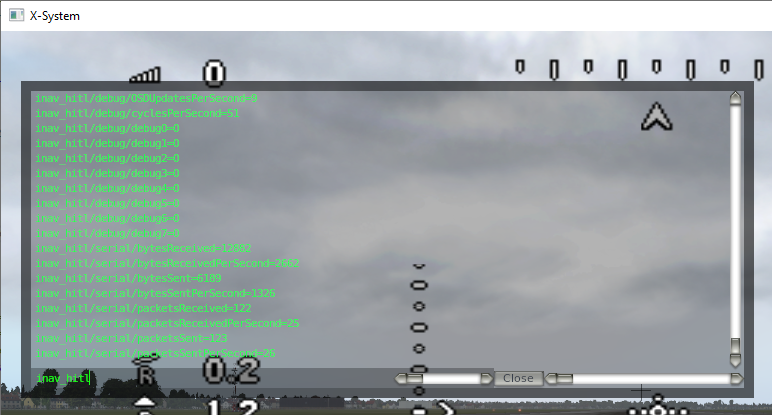 X-System
0
inav_hitl/debug/OSDUpdatesPerSecond=9
inav_hitl/debug/cyclesPerSecond=51
inav_hitl/debug/debug0=0
inav_hitl/debug/debug1=0
inav_hitl/debug/debug2=0
inav_hitl/debug/debug3=0
inav_hitl/debug/debug4=0
inav_hitl/debug/debug5=0
inav_hitl/debug/debug6=0
inav_hitl/debug/debug7=0
inav_hitl/serial/bytesReceived=12882
inav_hitl/serial/bytesReceivedPerSecond=2662
inav_hitl/serial/bytesSent=6189
inav_hitl/serial/bytesSentPerSecond=1326
inav_hitl/serial/packetsReceived=122
inav_hitl/serial/packetsReceivedPerSecond=25
inav_hitl/serial/packetsSent=123
inav_hitl/serial/packetsSentPerSecond=26
R 0.2
inav_hitl Close
1.2